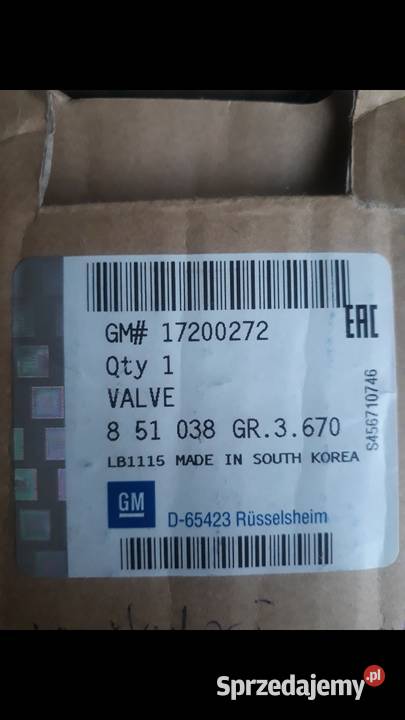 GM# 17200272
EAC
Qty 1
VALVE
8 51 038 GR.3.670
LB1115 MADE IN SOUTH KOREA
S456710746
GM
D-65423 Rüsselsheim
Sprzedajemy.pl